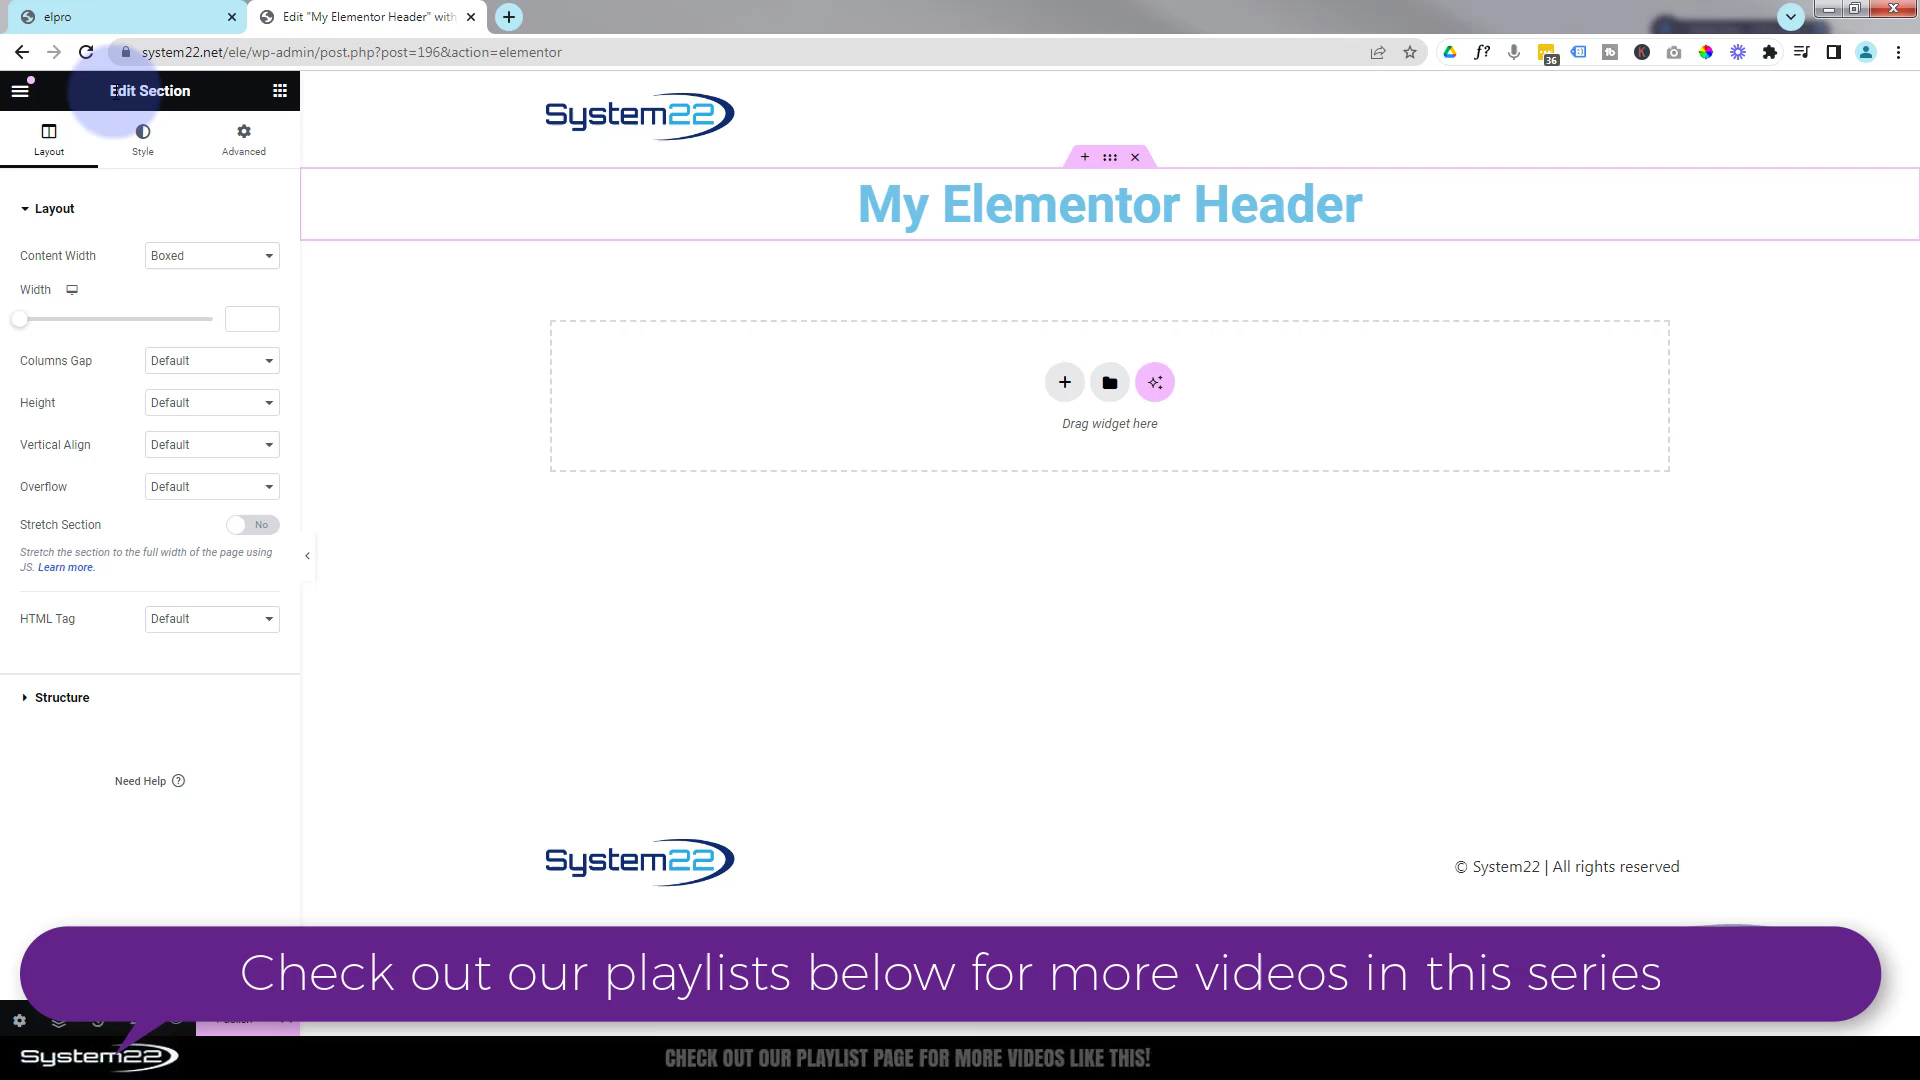 elpro
Edit "My Elementor Header" with
system22.net/ele/wp-admin/post.php?post=196&action=elementor
36
Edit Section
Layout
Style
Advanced
System22
My Elementor Header
Layout
Content Width
Boxed
Width
Columns Gap
Default
Height
Default
Vertical Align
Default
Overflow
Default
Stretch Section
No
Stretch the section to the full width of the page using
JS. Learn more.
HTML Tag
Default
Structure
Need Help
Drag widget here
System22
© System22 | All rights reserved
Check out our playlists below for more videos in this series
System22
CHECK OUT OUR PLAYLIST PAGE FOR MORE VIDEOS LIKE THIS!